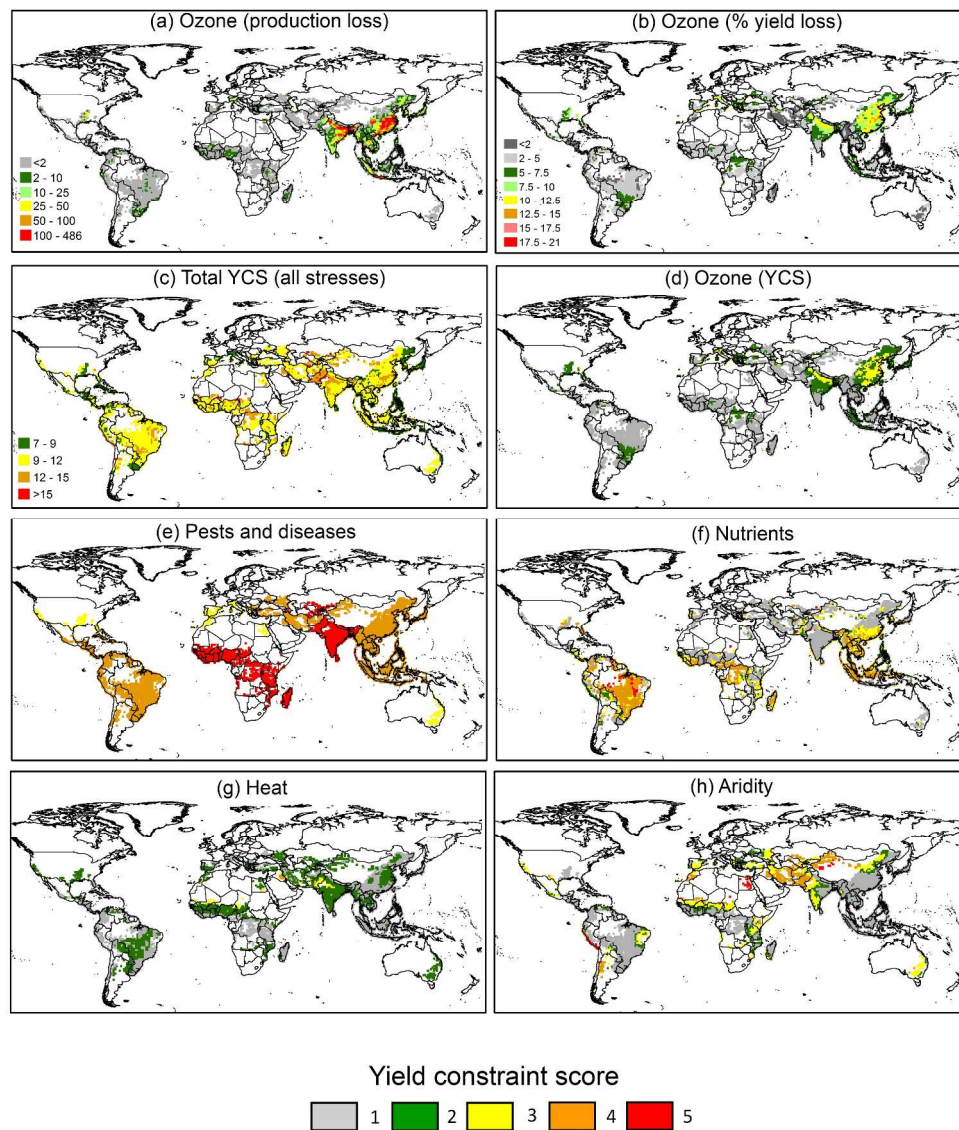 (a) Ozone (production loss)
<2
2 - 10
10 - 25
25 - 50
50 - 100
100 - 486
(b) Ozone (% yield loss)
<2
2 - 5
5 - 7.5
7.5 - 10
10 - 12.5
12.5 - 15
15 - 17.5
17.5 - 21
(c) Total YCS (all stresses)
7 - 9
9 - 12
12 - 15
>15
(d) Ozone (YCS)
(e) Pests and diseases
(f) Nutrients
(g) Heat
(h) Aridity
Yield constraint score
1 2 3 4 5